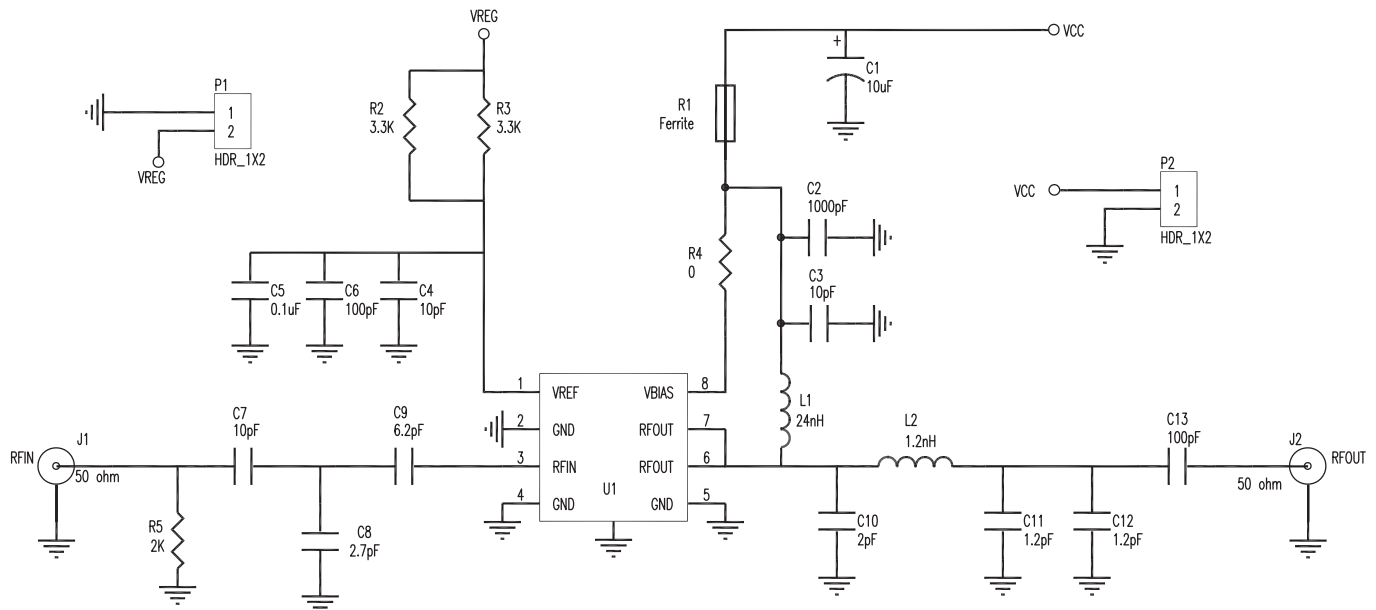 VREG
VCC
+
C1
10uF
P1
1
2
HDR_1X2
VREG
R2
3.3K
R3
3.3K
R1
Ferrite
P2
VCC
1
2
HDR_1X2
C2
1000pF
R4
0
C3
10pF
C5
0.1uF
C6
100pF
C4
10pF
1
VREF
VBIAS
8
2
GND
RFOUT
7
3
RFIN
RFOUT
6
4
GND
GND
5
U1
L1
24nH
RFIN
J1
50 ohm
C7
10pF
C9
6.2pF
R5
2K
C8
2.7pF
L2
1.2nH
C13
100pF
J2
RFOUT
50 ohm
C10
2pF
C11
1.2pF
C12
1.2pF